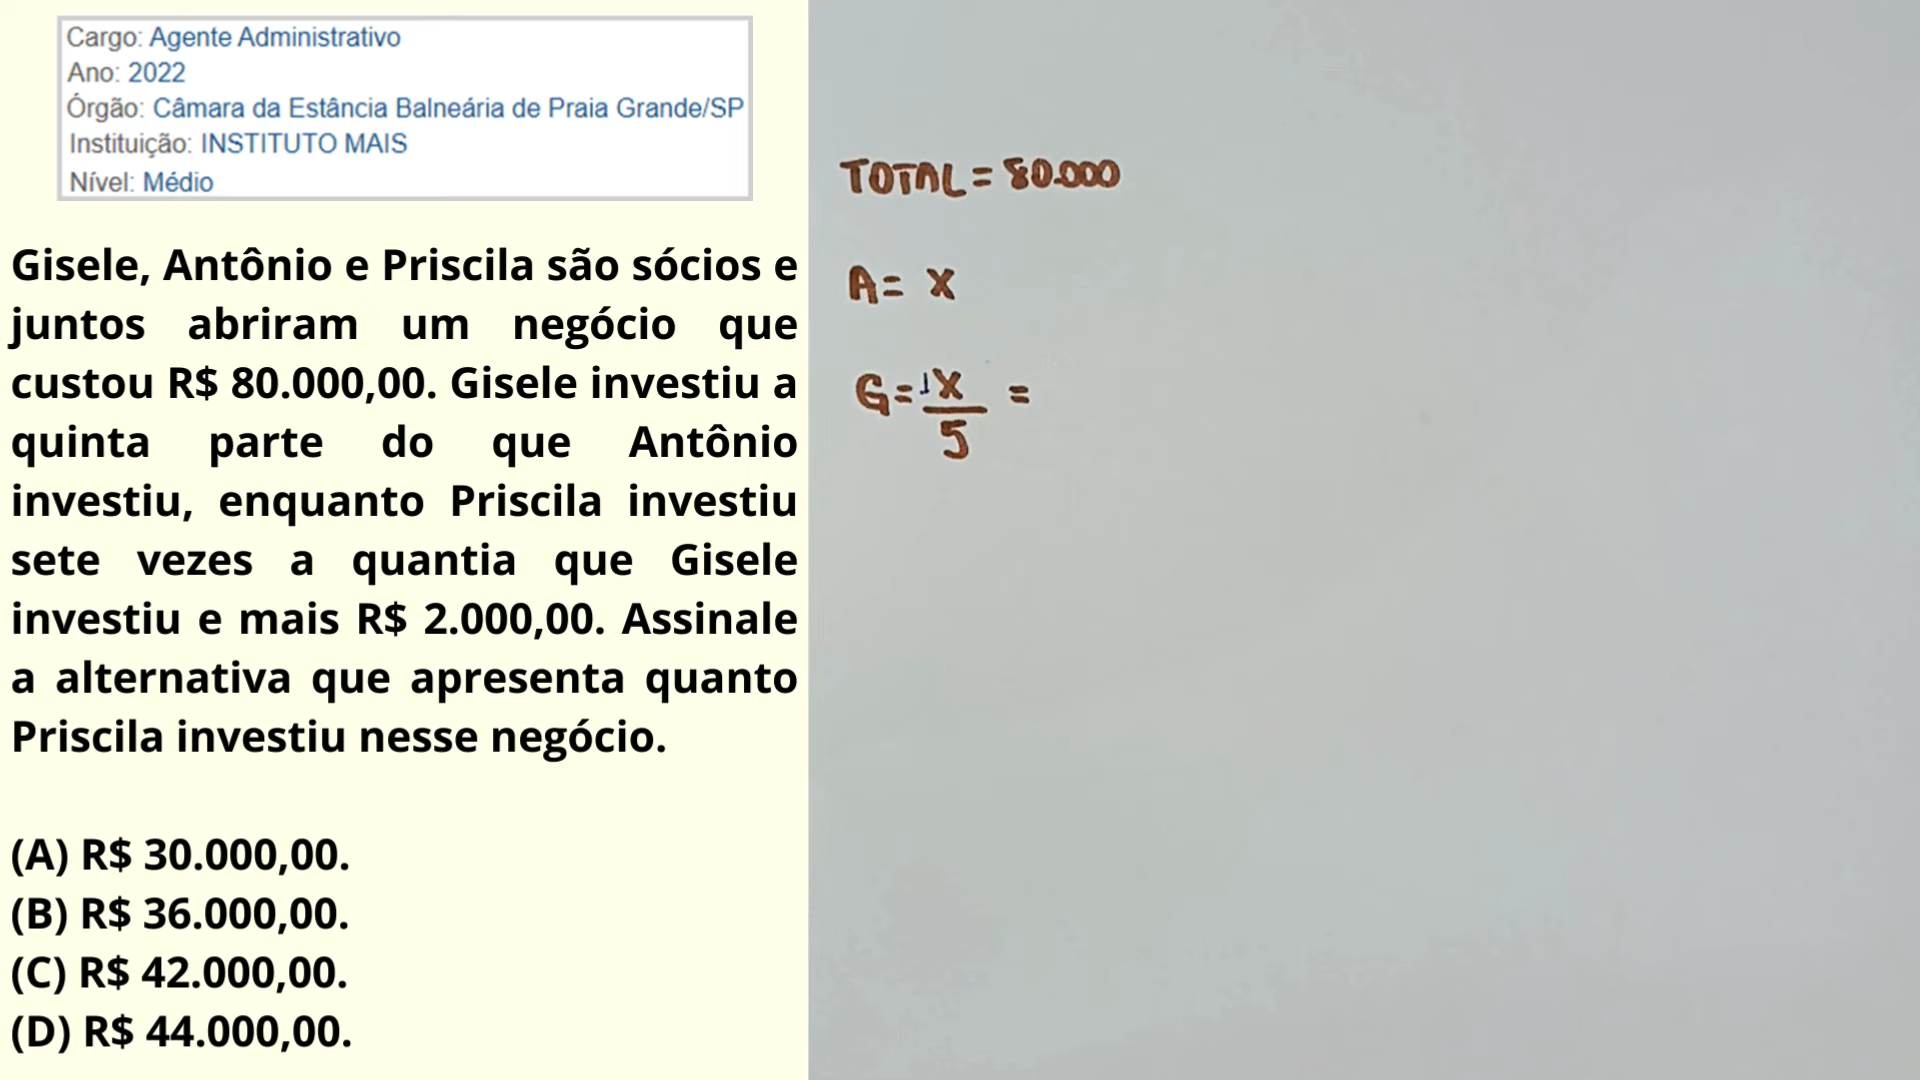 Cargo: Agente Administrativo
Ano: 2022
Órgão: Câmara da Estância Balneária de Praia Grande/SP
Instituição: INSTITUTO MAIS
Nível: Médio
Gisele, Antônio e Priscila são sócios e
juntos abriram um negócio que
custou R$ 80.000,00. Gisele investiu a
quinta parte do que Antônio
investiu, enquanto Priscila investiu
sete vezes a quantia que Gisele
investiu e mais R$ 2.000,00. Assinale
a alternativa que apresenta quanto
Priscila investiu nesse negócio.
(A) R$ 30.000,00.
(B) R$ 36.000,00.
(C) R$ 42.000,00.
(D) R$ 44.000,00.
TOTAL = 80.000
A = X
G = 1X =
5